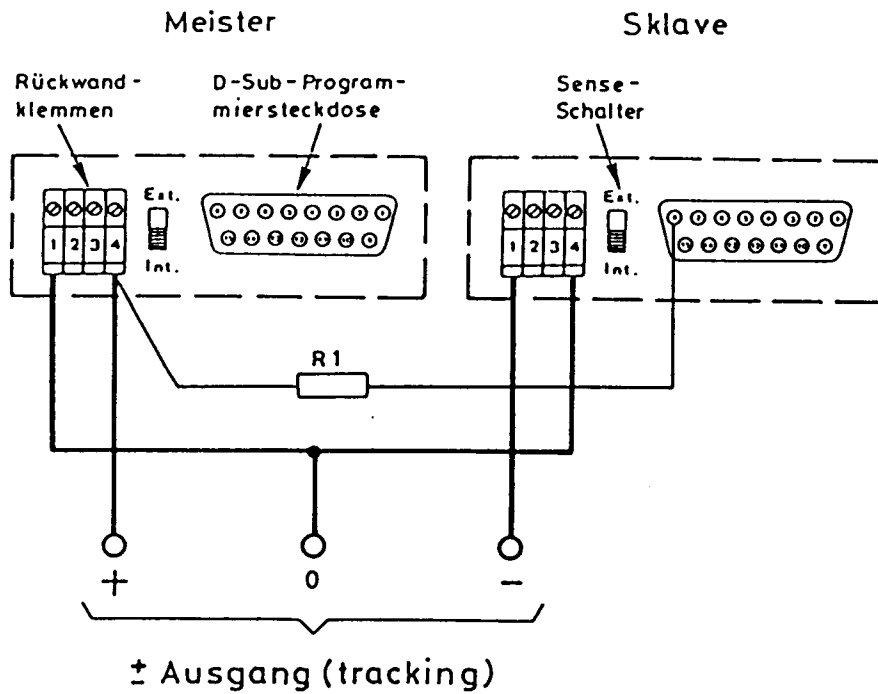 Meister
Sklave
Rückwand-
klemmen
D-Sub-Program-
miersteckdose
Sense-
Schalter
Ext.
Int.
1 2 3 4
Ext.
Int.
1 2 3 4
R1
+ 0 −
± Ausgang (tracking)